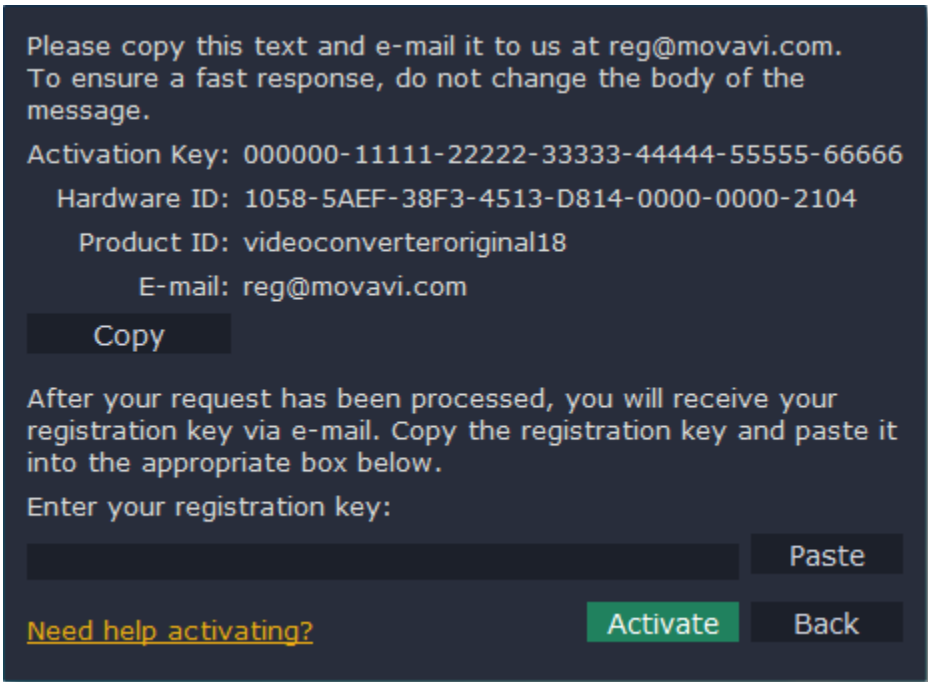 Please copy this text and e-mail it to us at reg@movavi.com.
To ensure a fast response, do not change the body of the
message.
Activation Key: 000000-11111-22222-33333-44444-55555-66666
Hardware ID: 1058-5AEF-38F3-4513-D814-0000-0000-2104
Product ID: videoconverteroriginal18
E-mail: reg@movavi.com
Copy
After your request has been processed, you will receive your
registration key via e-mail. Copy the registration key and paste it
into the appropriate box below.
Enter your registration key:
Paste
Need help activating? Activate Back